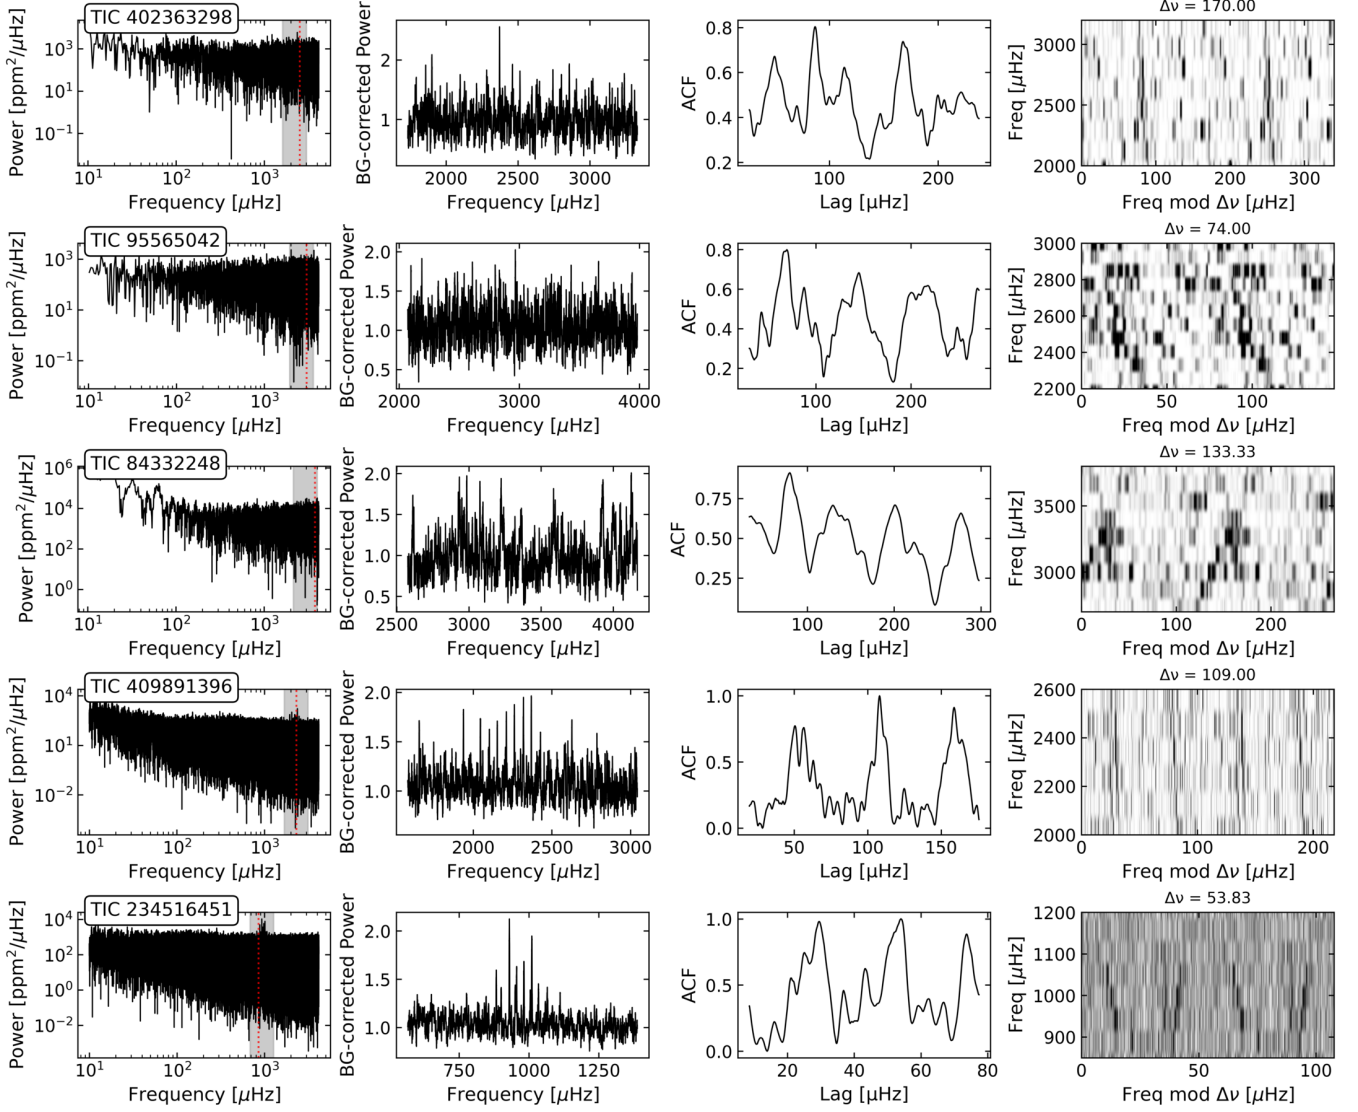 Δν = 170.00
TIC 402363298
Power [ppm²/μHz]
10³
10¹
10⁻¹
10¹ 10² 10³
Frequency [μHz]
BG-corrected Power
2
1
2000 2500 3000
Frequency [μHz]
ACF
0.8
0.6
0.4
0.2
100 200
Lag [μHz]
Freq [μHz]
3000
2500
2000
0 100 200 300
Freq mod Δν [μHz]
Δν = 74.00
TIC 95565042
Power [ppm²/μHz]
10³
10¹
10⁻¹
10¹ 10² 10³
Frequency [μHz]
BG-corrected Power
2.0
1.5
1.0
0.5
2000 3000 4000
Frequency [μHz]
ACF
0.8
0.6
0.4
0.2
100 200
Lag [μHz]
Freq [μHz]
3000
2800
2600
2400
2200
0 50 100
Freq mod Δν [μHz]
Δν = 133.33
TIC 84332248
Power [ppm²/μHz]
10⁶
10⁴
10²
10⁰
10¹ 10² 10³
Frequency [μHz]
BG-corrected Power
2.0
1.5
1.0
0.5
2500 3000 3500 4000
Frequency [μHz]
ACF
0.75
0.50
0.25
100 200 300
Lag [μHz]
Freq [μHz]
3500
3000
0 100 200
Freq mod Δν [μHz]
Δν = 109.00
TIC 409891396
Power [ppm²/μHz]
10⁴
10¹
10⁻²
10¹ 10² 10³
Frequency [μHz]
BG-corrected Power
2.0
1.5
1.0
2000 2500 3000
Frequency [μHz]
ACF
1.0
0.5
0.0
50 100 150
Lag [μHz]
Freq [μHz]
2600
2400
2200
2000
0 100 200
Freq mod Δν [μHz]
Δν = 53.83
TIC 234516451
Power [ppm²/μHz]
10⁴
10²
10⁰
10⁻²
10¹ 10² 10³
Frequency [μHz]
BG-corrected Power
2.0
1.5
1.0
750 1000 1250
Frequency [μHz]
ACF
1.0
0.5
0.0
20 40 60 80
Lag [μHz]
Freq [μHz]
1200
1100
1000
900
0 50 100
Freq mod Δν [μHz]